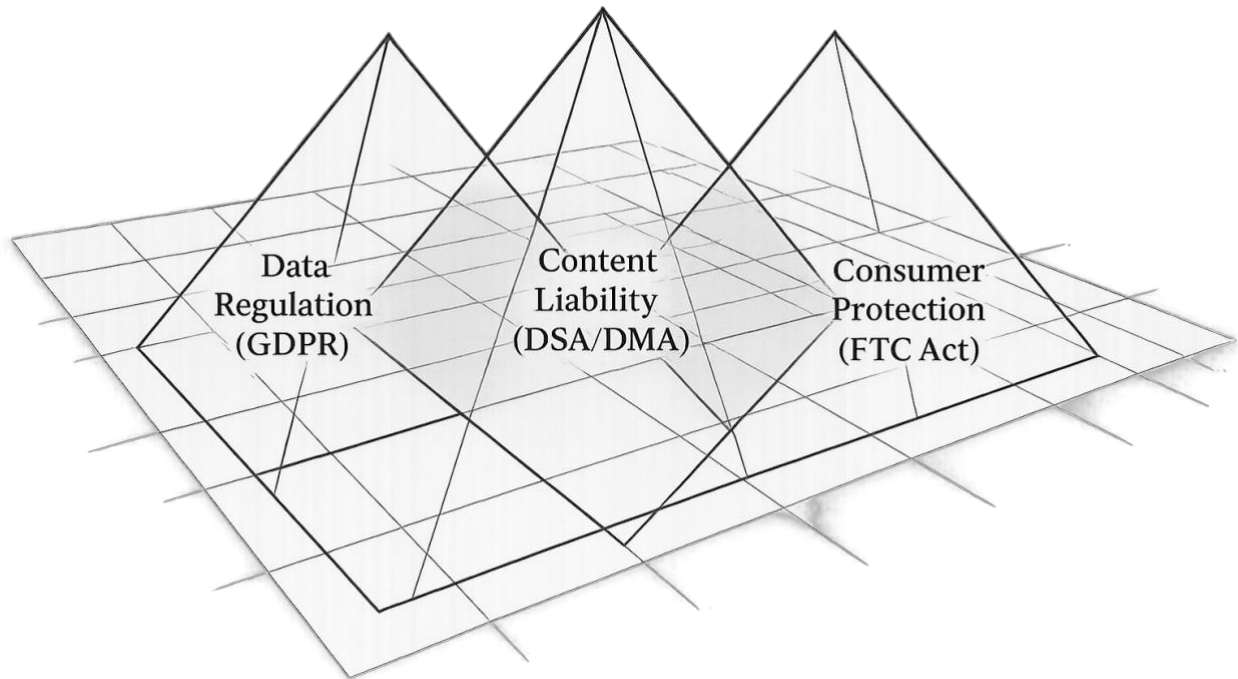 Data
Regulation
(GDPR)
Content
Liability
(DSA/DMA)
Consumer
Protection
(FTC Act)